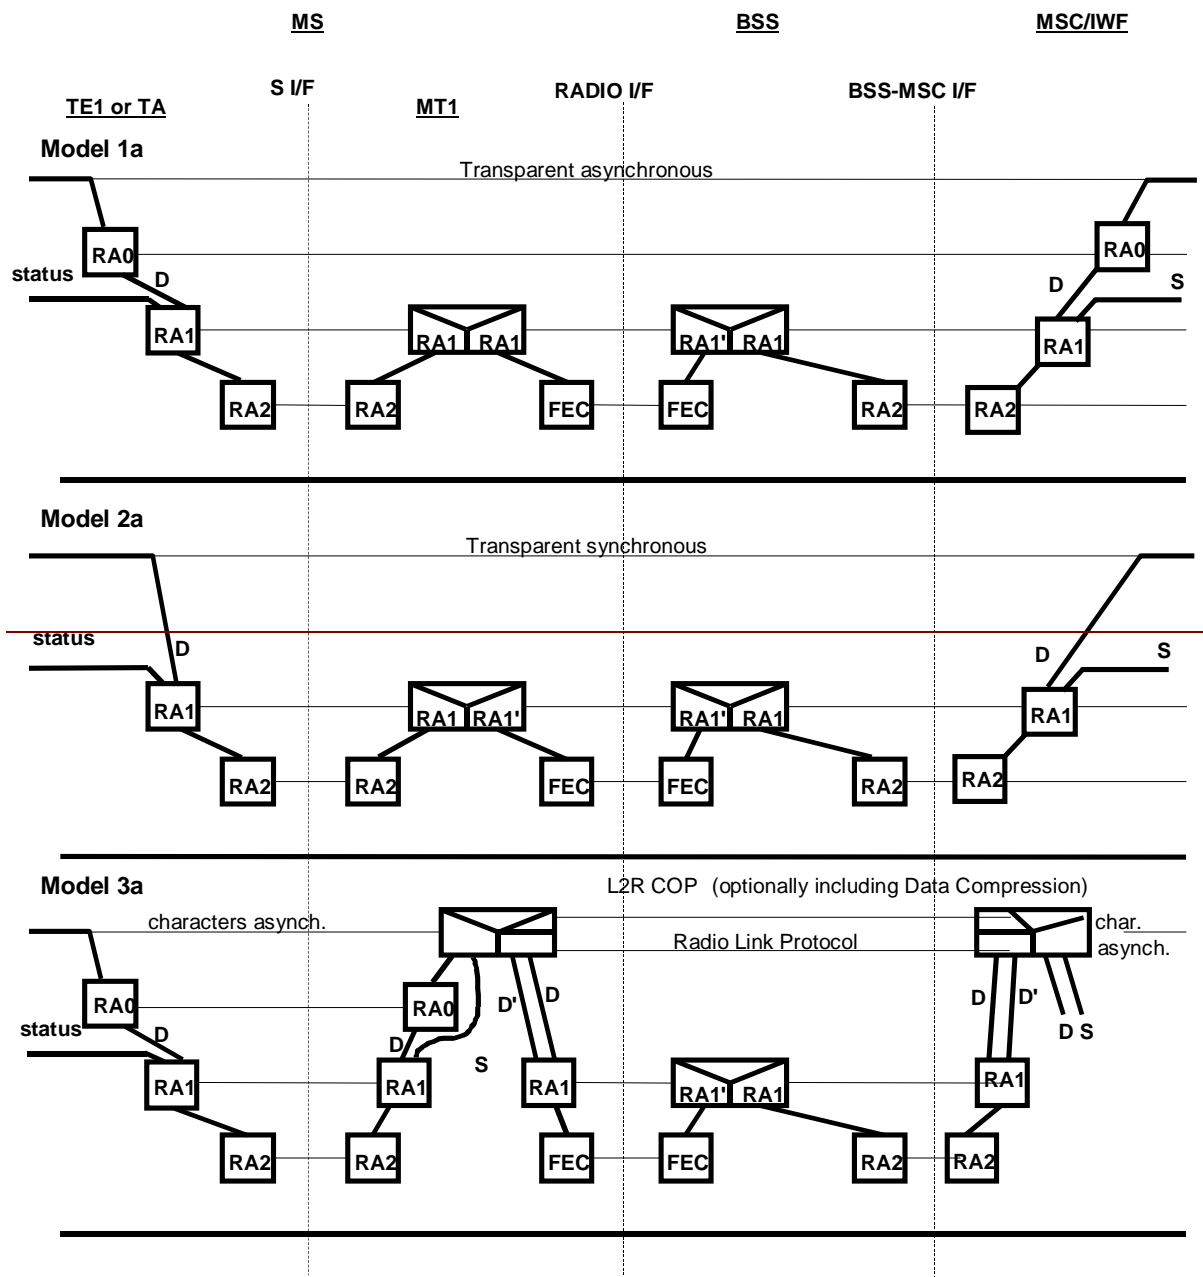 MS BSS MSC/IWF
S I/F RADIO I/F BSS-MSC I/F
TE1 or TA MT1
Model 1a
Transparent asynchronous
RA0 RA0
status D D S
RA1 RA1 RA1 RA1' RA1 RA1
RA2 RA2 FEC FEC RA2 RA2
Model 2a
Transparent synchronous
status D D S
RA1 RA1 RA1' RA1' RA1 RA1
RA2 RA2 FEC FEC RA2 RA2
Model 3a
L2R COP (optionally including Data Compression)
characters asynch. char.
Radio Link Protocol asynch.
RA0 RA0 D' D D D'
status D D S D S
RA1 RA1 RA1 RA1' RA1 RA1
RA2 RA2 FEC FEC RA2 RA2